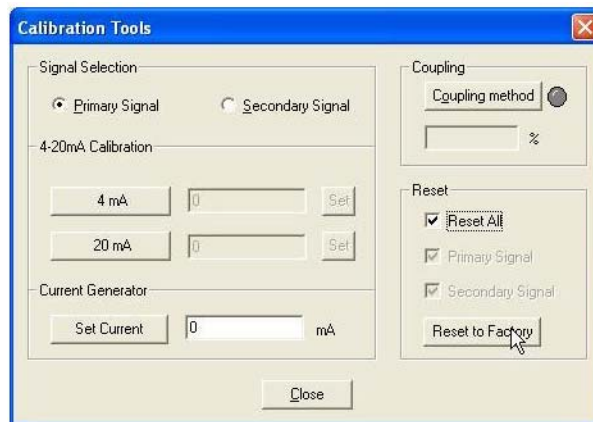 Calibration Tools
Signal Selection
Primary Signal
Secondary Signal
4-20mA Calibration
4 mA
0
Set
20 mA
0
Set
Current Generator
Set Current
0
mA
Coupling
Coupling method
%
Reset
Reset All
Primary Signal
Secondary Signal
Reset to Factory
Close